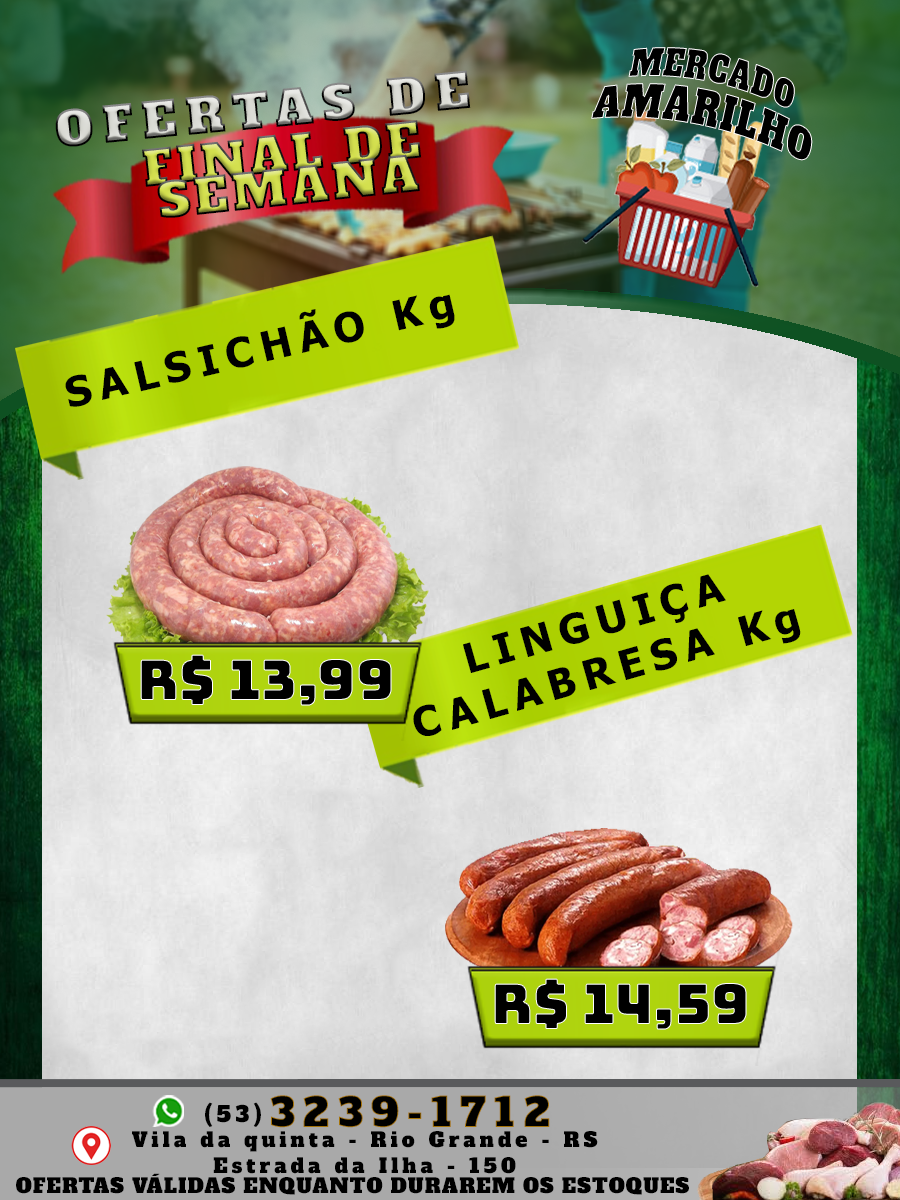 OFERTAS DE
FINAL DE
SEMANA
MERCADO
AMARILHO
SALSICHÃO Kg
R$ 13,99
LINGUIÇA
CALABRESA Kg
R$ 14,59
(53) 3239-1712
Vila da quinta - Rio Grande - RS
Estrada da Ilha - 150
OFERTAS VÁLIDAS ENQUANTO DURAREM OS ESTOQUES